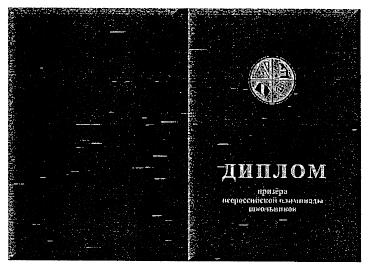 ДИПЛОМ
призёра
всероссийской олимпиады
школьников